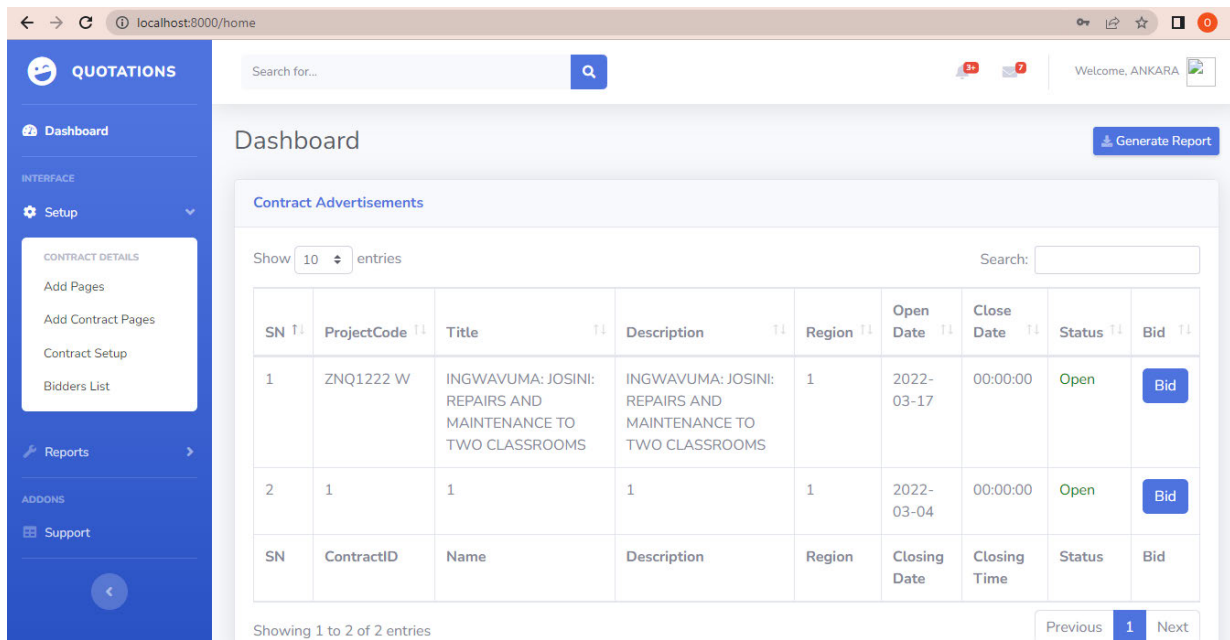 localhost:8000/home
O
QUOTATIONS
Search for...
3+
7
Welcome, ANKARA
Dashboard
Dashboard
Generate Report
INTERFACE
Setup
CONTRACT DETAILS
Add Pages
Add Contract Pages
Contract Setup
Bidders List
Reports
ADDONS
Support
Contract Advertisements
Show 10 entries
Search:
SN ProjectCode Title Description Region Open Date Close Date Status Bid
1 ZNQ1222 W INGWAVUMA: JOSINI: INGWAVUMA: JOSINI: 1 2022- 00:00:00 Open Bid
REPAIRS AND REPAIRS AND 03-17
MAINTENANCE TO MAINTENANCE TO
TWO CLASSROOMS TWO CLASSROOMS
2 1 1 1 1 2022- 00:00:00 Open Bid
03-04
SN ContractID Name Description Region Closing Closing Status Bid
Date Time
Showing 1 to 2 of 2 entries
Previous 1 Next